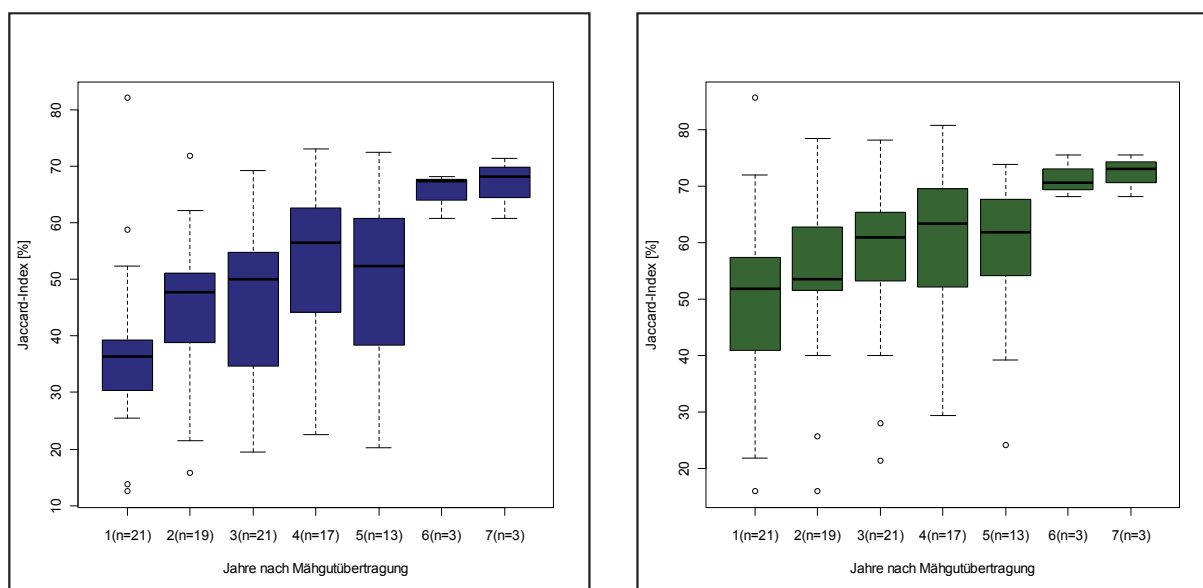 Jaccard-Index [%]
80
70
60
50
40
30
20
10
1(n=21) 2(n=19) 3(n=21) 4(n=17) 5(n=13) 6(n=3) 7(n=3)
Jahre nach Mähgutübertragung
Jaccard-Index [%]
80
70
60
50
40
30
20
1(n=21) 2(n=19) 3(n=21) 4(n=17) 5(n=13) 6(n=3) 7(n=3)
Jahre nach Mähgutübertragung